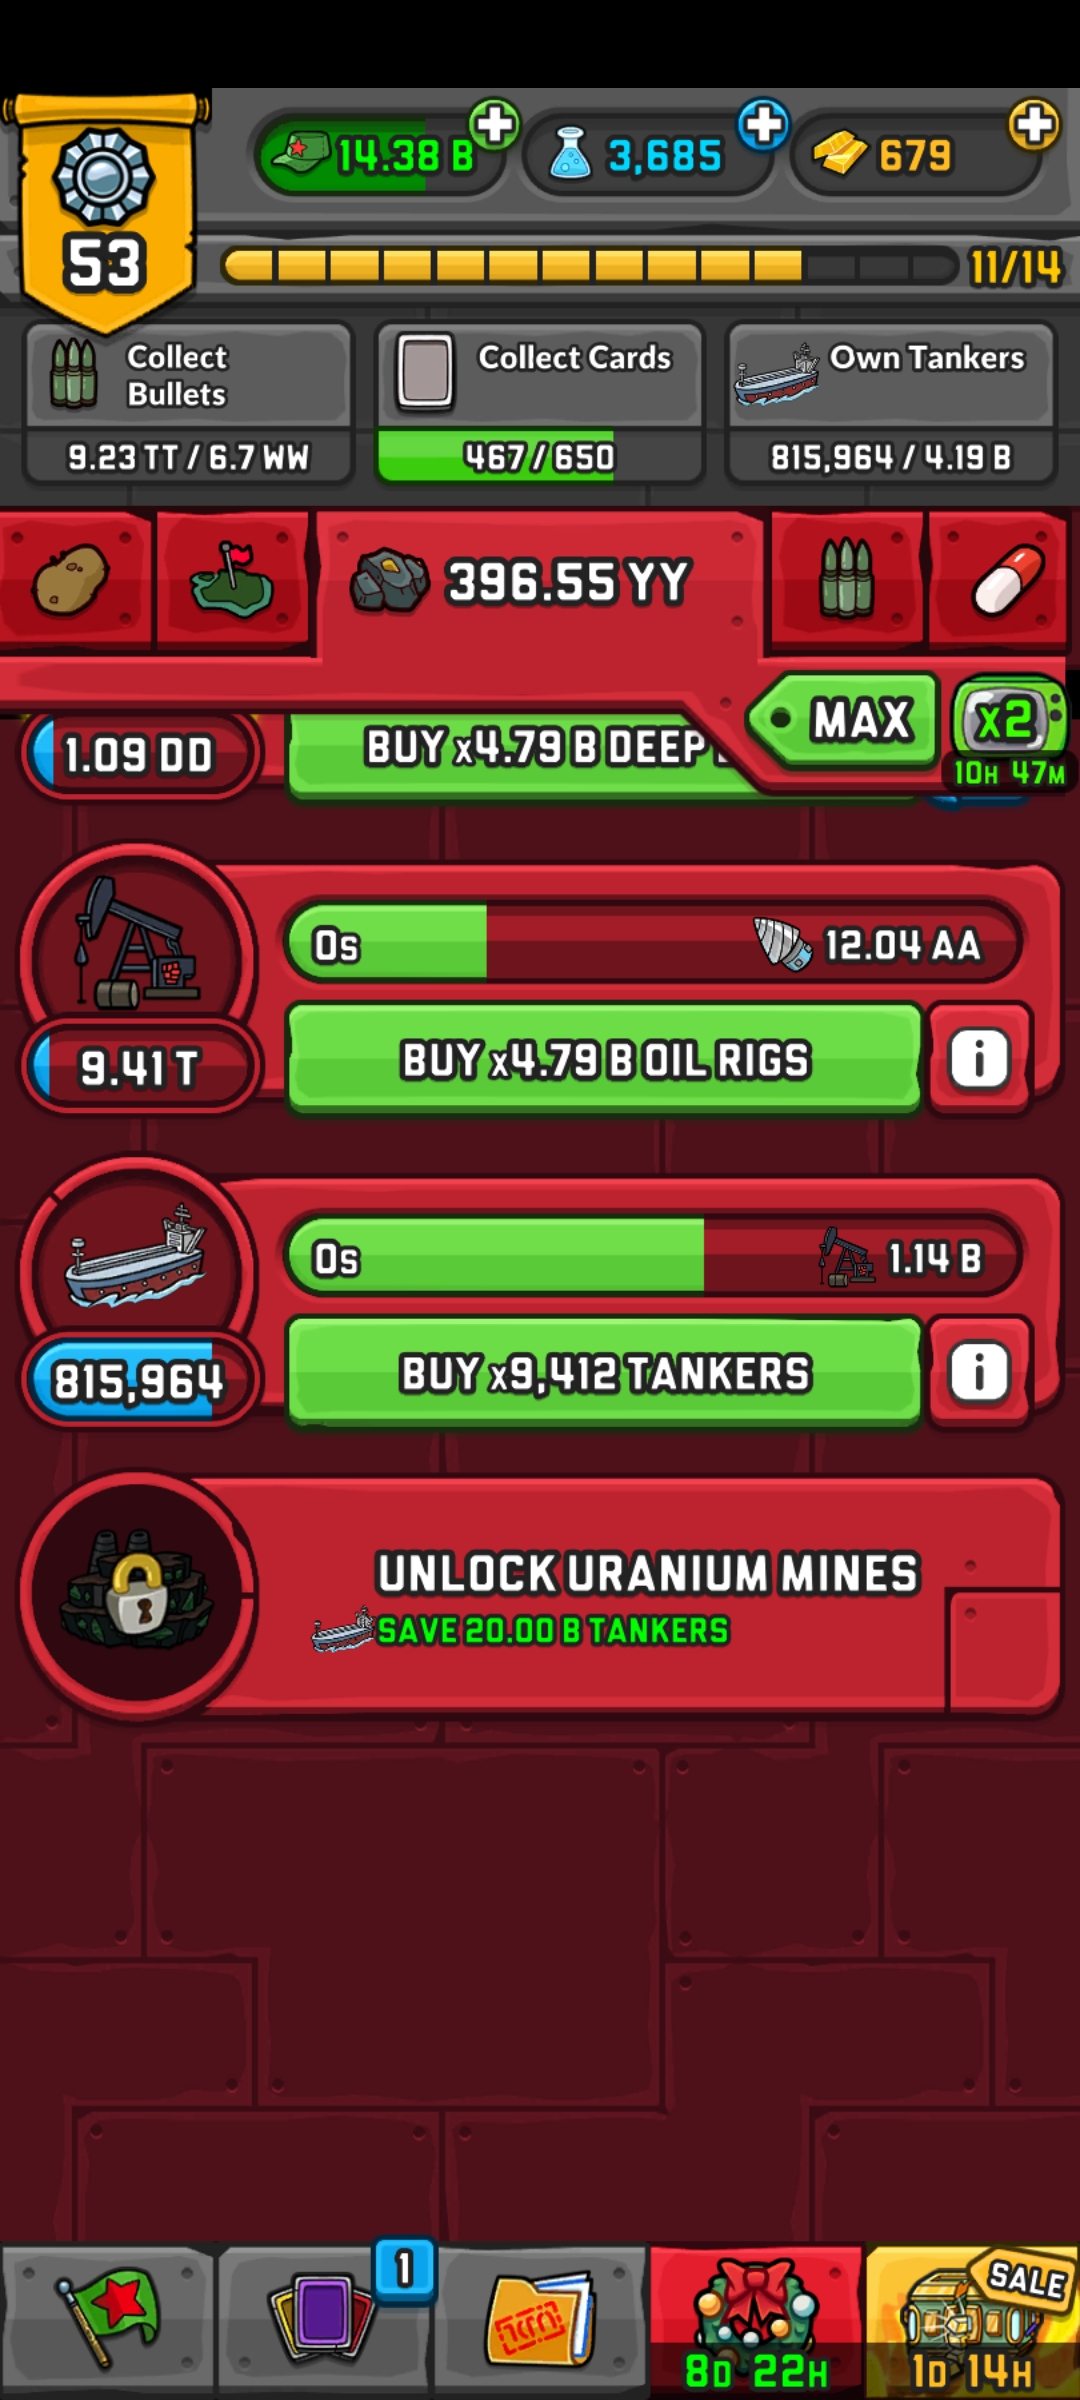 14.38 B
3,685
679
53
11/14
Collect
Bullets
9.23 TT / 6.7 WW
Collect Cards
467/650
Own Tankers
815,964 / 4.19 B
396.55 YY
MAX
x2
10H 47M
1.09 DD
BUY x4.79 B DEEP
0s
12.04 AA
9.41 T
BUY x4.79 B OIL RIGS
i
0s
1.14 B
815,964
BUY x9,412 TANKERS
i
UNLOCK URANIUM MINES
SAVE 20.00 B TANKERS
1
SALE
8D 22H
1D 14H